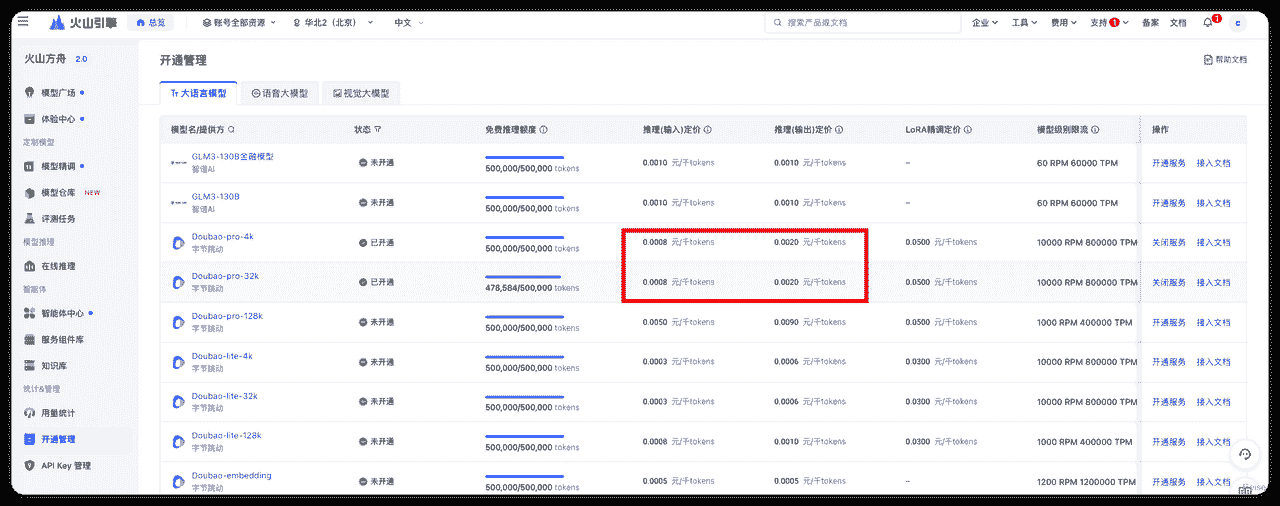 火山引擎 总览 账号全部资源 华北2（北京） 中文 搜索产品或文档 企业 工具 费用 支持 1 备案 文档 1 c
火山方舟 2.0
模型广场
体验中心
定制模型
模型精调
模型仓库 NEW
评测任务
模型推理
在线推理
智能体
智能体中心
服务组件库
知识库
统计&管理
用量统计
开通管理
API Key 管理
开通管理 帮助文档
大语言模型 语音大模型 视觉大模型
模型名/提供方 状态 免费推理额度 推理(输入)定价 推理(输出)定价 LoRA精调定价 模型级别限流 操作
GLM3-130B金融模型
智谱AI
未开通 500,000/500,000 tokens 0.0010 元/千tokens 0.0010 元/千tokens – 60 RPM 60000 TPM 开通服务 接入文档
GLM3-130B
智谱AI
未开通 500,000/500,000 tokens 0.0010 元/千tokens 0.0010 元/千tokens – 60 RPM 60000 TPM 开通服务 接入文档
Doubao-pro-4k
字节跳动
已开通 500,000/500,000 tokens 0.0008 元/千tokens 0.0020 元/千tokens 0.0500 元/千tokens 10000 RPM 800000 TPM 关闭服务 接入文档
Doubao-pro-32k
字节跳动
已开通 478,584/500,000 tokens 0.0008 元/千tokens 0.0020 元/千tokens 0.0500 元/千tokens 10000 RPM 800000 TPM 关闭服务 接入文档
Doubao-pro-128k
字节跳动
未开通 500,000/500,000 tokens 0.0050 元/千tokens 0.0090 元/千tokens 0.0500 元/千tokens 1000 RPM 400000 TPM 开通服务 接入文档
Doubao-lite-4k
字节跳动
未开通 500,000/500,000 tokens 0.0003 元/千tokens 0.0006 元/千tokens 0.0300 元/千tokens 10000 RPM 800000 TPM 开通服务 接入文档
Doubao-lite-32k
字节跳动
未开通 500,000/500,000 tokens 0.0003 元/千tokens 0.0006 元/千tokens 0.0300 元/千tokens 10000 RPM 800000 TPM 开通服务 接入文档
Doubao-lite-128k
字节跳动
未开通 500,000/500,000 tokens 0.0008 元/千tokens 0.0010 元/千tokens 0.0300 元/千tokens 1000 RPM 400000 TPM 开通服务 接入文档
Doubao-embedding
字节跳动
未开通 500,000/500,000 tokens 0.0005 元/千tokens 0.0005 元/千tokens – 1200 RPM 1200000 TPM 开通服务 接入文档